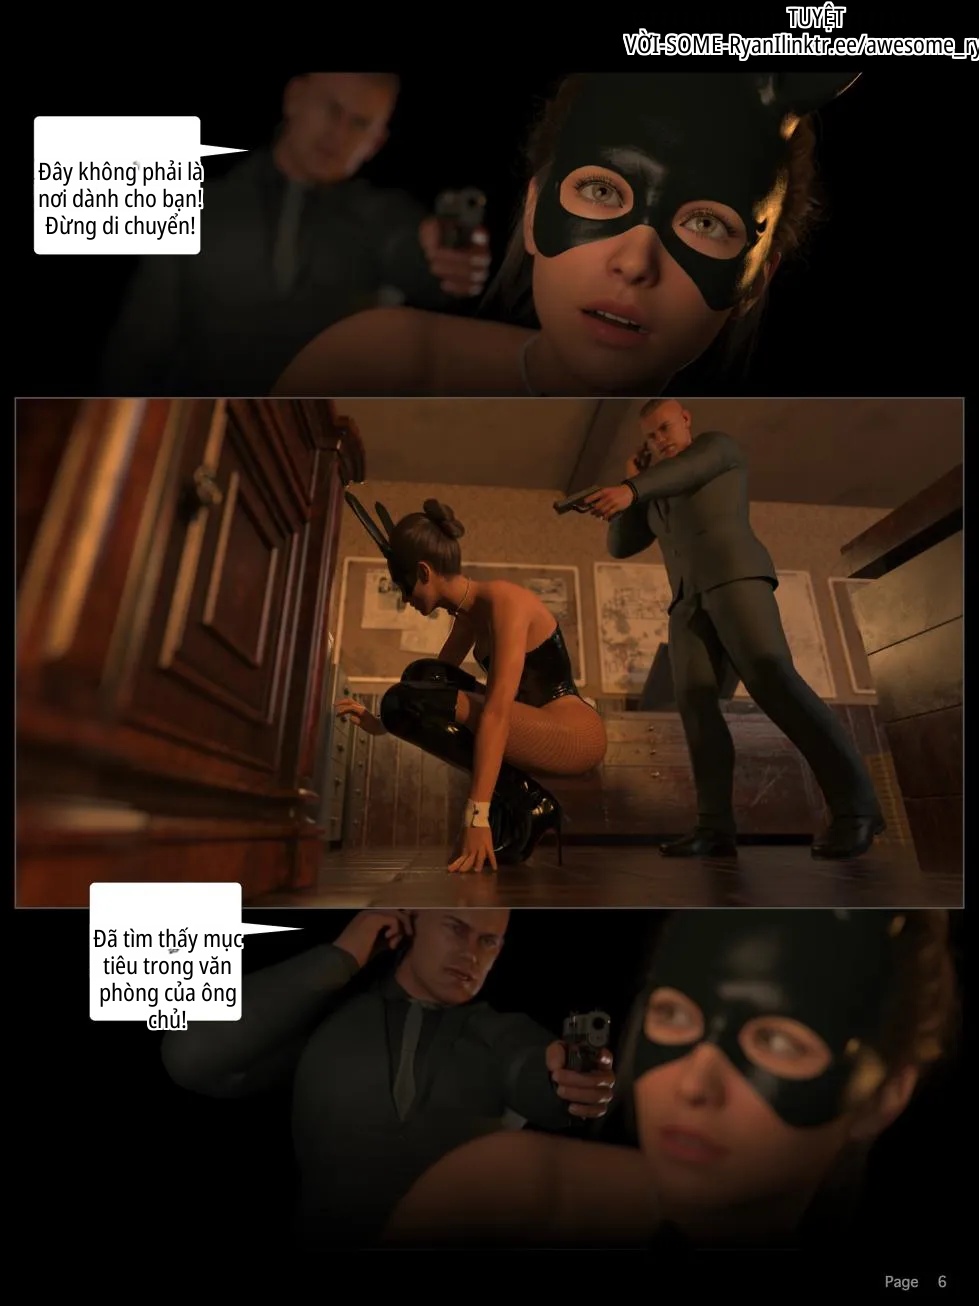 TUYỆT
VỜI-SOME-RyanIlinktr.ee/awesome_ry
Đây không phải là
nơi dành cho bạn!
Đừng di chuyển!
Đã tìm thấy mục
tiêu trong văn
phòng của ông
chủ!
Page 6